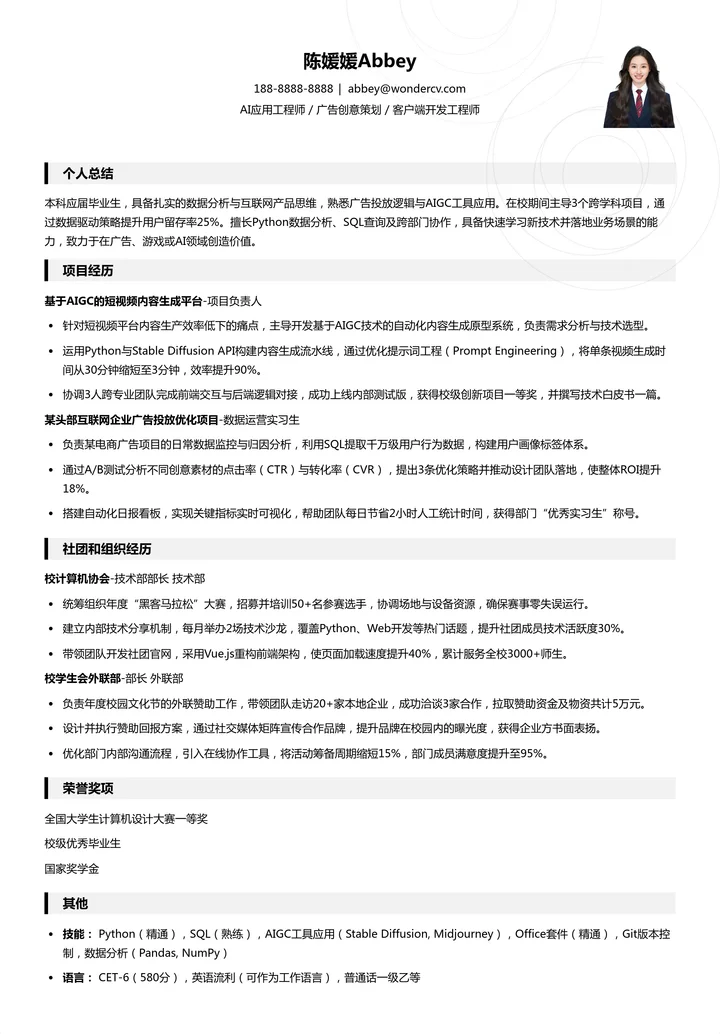 陈媛媛Abbey
188-8888-8888 | abbey@wondercv.com
AI应用工程师 / 广告创意策划 / 客户端开发工程师
个人总结
本科应届毕业生，具备扎实的数据分析与互联网产品思维，熟悉广告投放逻辑与AIGC工具应用。在校期间主导3个跨学科项目，通
过数据驱动策略提升用户留存率25%。擅长Python数据分析、SQL查询及跨部门协作，具备快速学习新技术并落地业务场景的能
力，致力于在广告、游戏或AI领域创造价值。
项目经历
基于AIGC的短视频内容生成平台-项目负责人
• 针对短视频平台内容生产效率低下的痛点，主导开发基于AIGC技术的自动化内容生成原型系统，负责需求分析与技术选型。
• 运用Python与Stable Diffusion API构建内容生成流水线，通过优化提示词工程（Prompt Engineering），将单条视频生成时
间从30分钟缩短至3分钟，效率提升90%。
• 协调3人跨专业团队完成前端交互与后端逻辑对接，成功上线内部测试版，获得校级创新项目一等奖，并撰写技术白皮书一篇。
某头部互联网企业广告投放优化项目-数据运营实习生
• 负责某电商广告项目的日常数据监控与归因分析，利用SQL提取千万级用户行为数据，构建用户画像标签体系。
• 通过A/B测试分析不同创意素材的点击率（CTR）与转化率（CVR），提出3条优化策略并推动设计团队落地，使整体ROI提升
18%。
• 搭建自动化日报看板，实现关键指标实时可视化，帮助团队每日节省2小时人工统计时间，获得部门“优秀实习生”称号。
社团和组织经历
校计算机协会-技术部部长 技术部
• 统筹组织年度“黑客马拉松”大赛，招募并培训50+名参赛选手，协调场地与设备资源，确保赛事零失误运行。
• 建立内部技术分享机制，每月举办2场技术沙龙，覆盖Python、Web开发等热门话题，提升社团成员技术活跃度30%。
• 带领团队开发社团官网，采用Vue.js重构前端架构，使页面加载速度提升40%，累计服务全校3000+师生。
校学生会外联部-部长 外联部
• 负责年度校园文化节的外联赞助工作，带领团队走访20+家本地企业，成功洽谈3家合作，拉取赞助资金及物资共计5万元。
• 设计并执行赞助回报方案，通过社交媒体矩阵宣传合作品牌，提升品牌在校园内的曝光度，获得企业方书面表扬。
• 优化部门内部沟通流程，引入在线协作工具，将活动筹备周期缩短15%，部门成员满意度提升至95%。
荣誉奖项
全国大学生计算机设计大赛一等奖
校级优秀毕业生
国家奖学金
其他
• 技能： Python（精通），SQL（熟练），AIGC工具应用（Stable Diffusion, Midjourney），Office套件（精通），Git版本控
制，数据分析（Pandas, NumPy）
• 语言： CET-6（580分），英语流利（可作为工作语言），普通话一级乙等